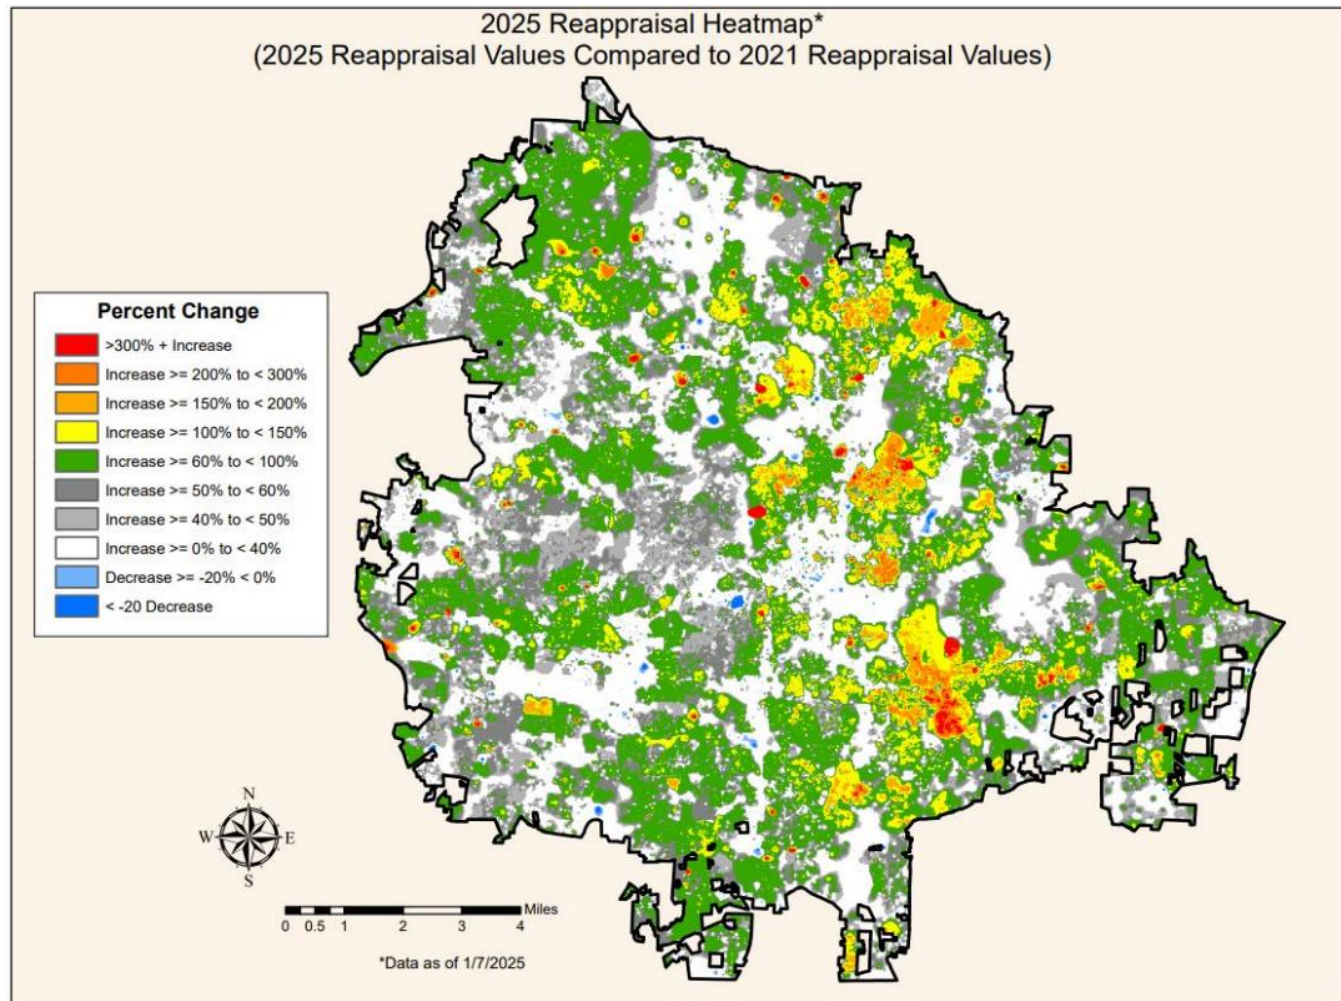 2025 Reappraisal Heatmap*
(2025 Reappraisal Values Compared to 2021 Reappraisal Values)
Percent Change
>300% + Increase
Increase >= 200% to < 300%
Increase >= 150% to < 200%
Increase >= 100% to < 150%
Increase >= 60% to < 100%
Increase >= 50% to < 60%
Increase >= 40% to < 50%
Increase >= 0% to < 40%
Decrease >= -20% < 0%
< -20 Decrease
N
W E
S
Miles
0 0.5 1 2 3 4
*Data as of 1/7/2025